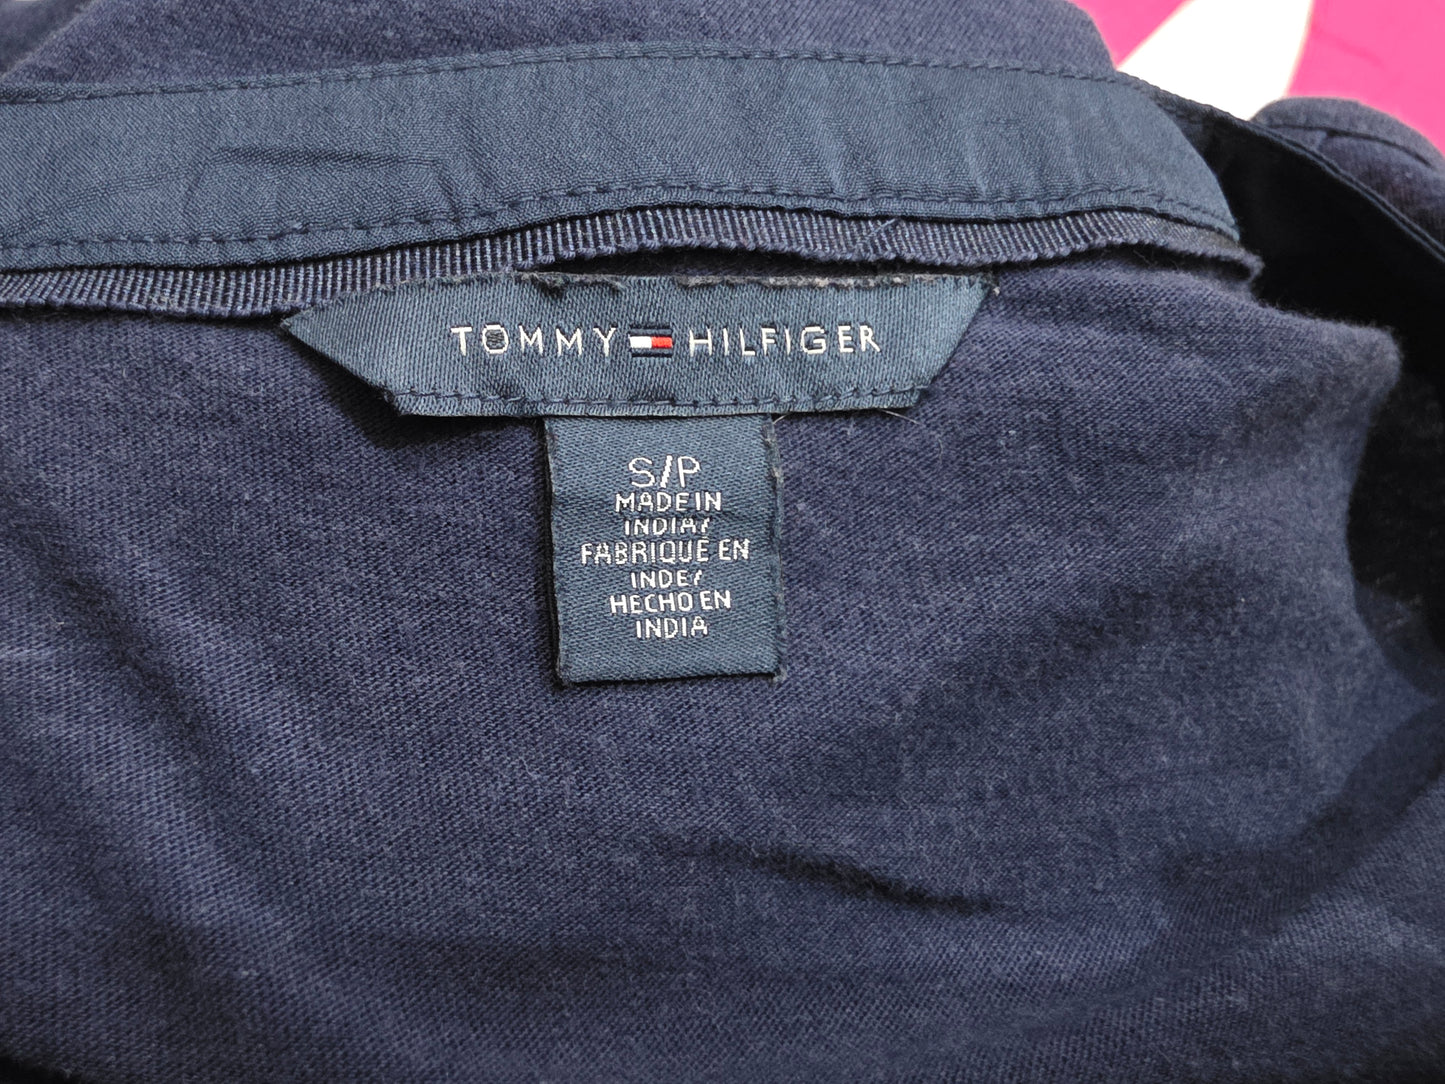 TOMMY HILFIGER
S/P
MADE IN
INDIA/
FABRIQUÉ EN
INDE/
HECHO EN
INDIA